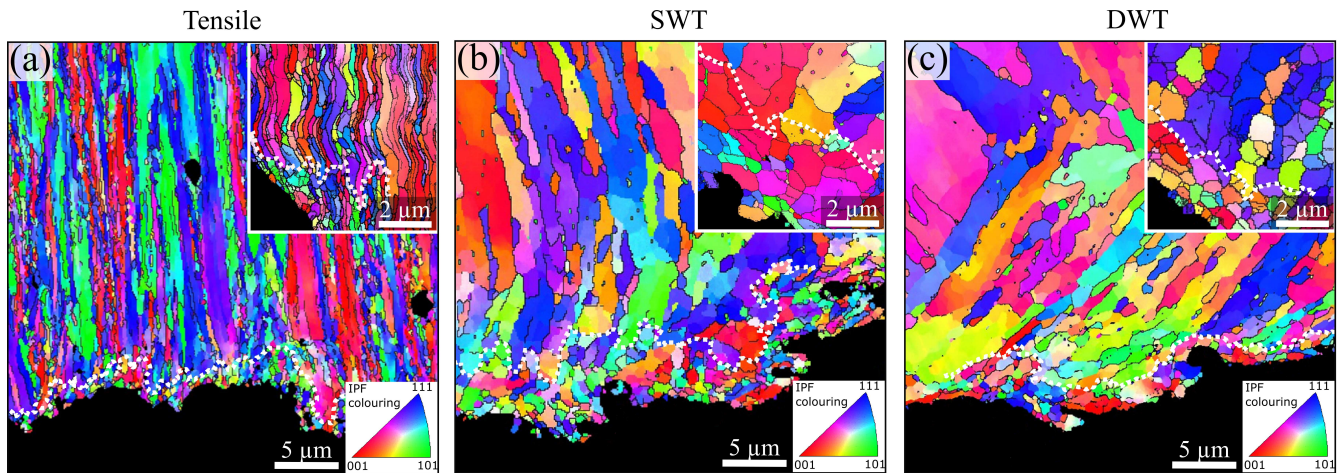 Tensile
SWT
DWT
(a)
2 µm
IPF
colouring
111
001
101
5 µm
(b)
2 µm
IPF
colouring
111
001
101
5 µm
(c)
2 µm
IPF
colouring
111
001
101
5 µm